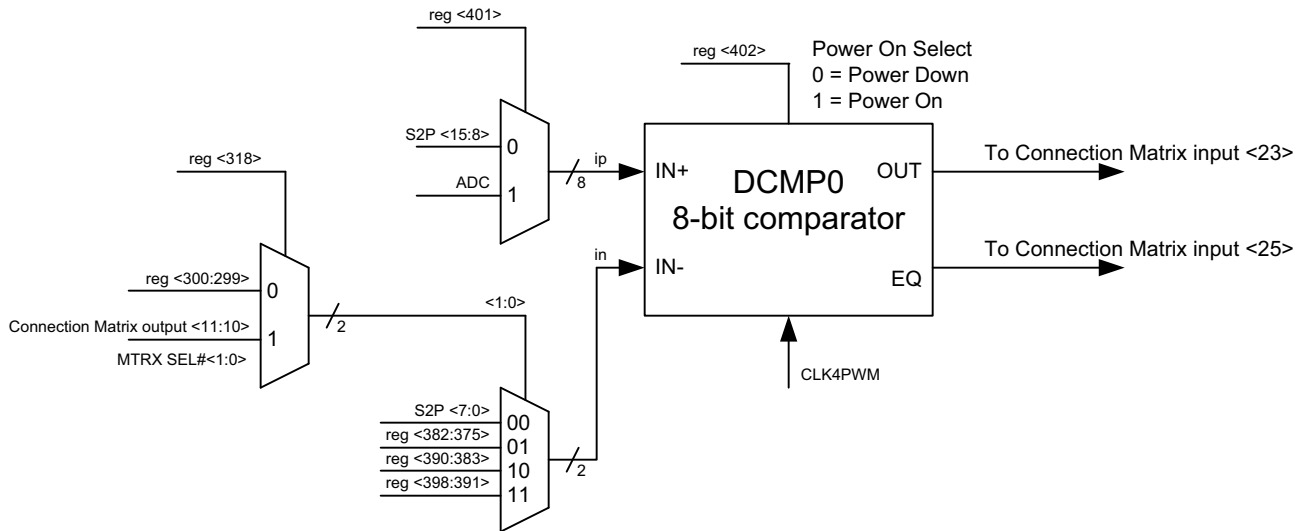 reg <401>
reg <402>
Power On Select
0 = Power Down
1 = Power On
S2P <15:8>
0
ADC
1
ip
8
IN+
DCMP0
8-bit comparator
OUT
To Connection Matrix input <23>
reg <318>
in
IN-
EQ
To Connection Matrix input <25>
reg <300:299>
0
Connection Matrix output <11:10>
1
MTRX SEL#<1:0>
2
<1:0>
CLK4PWM
S2P <7:0>
00
reg <382:375>
01
reg <390:383>
10
reg <398:391>
11
2